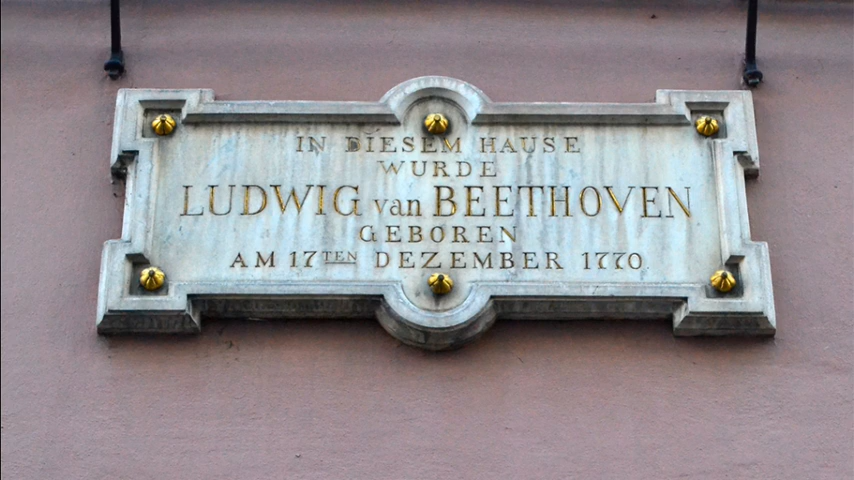 IN DIESEM HAUSE
WURDE
LUDWIG van BEETHOVEN
GEBOREN
AM 17TEN DEZEMBER 1770.